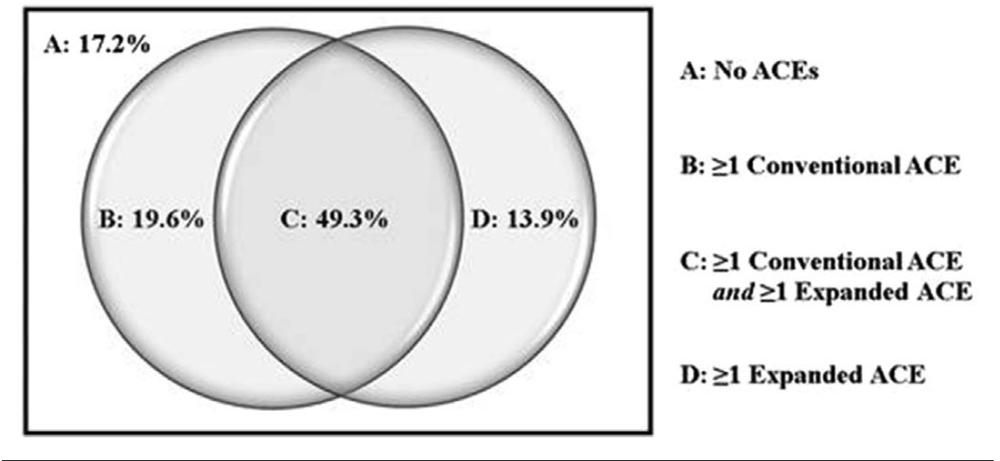 A: 17.2%
B: 19.6%
C: 49.3%
D: 13.9%
A: No ACEs
B: ≥1 Conventional ACE
C: ≥1 Conventional ACE
and ≥1 Expanded ACE
D: ≥1 Expanded ACE